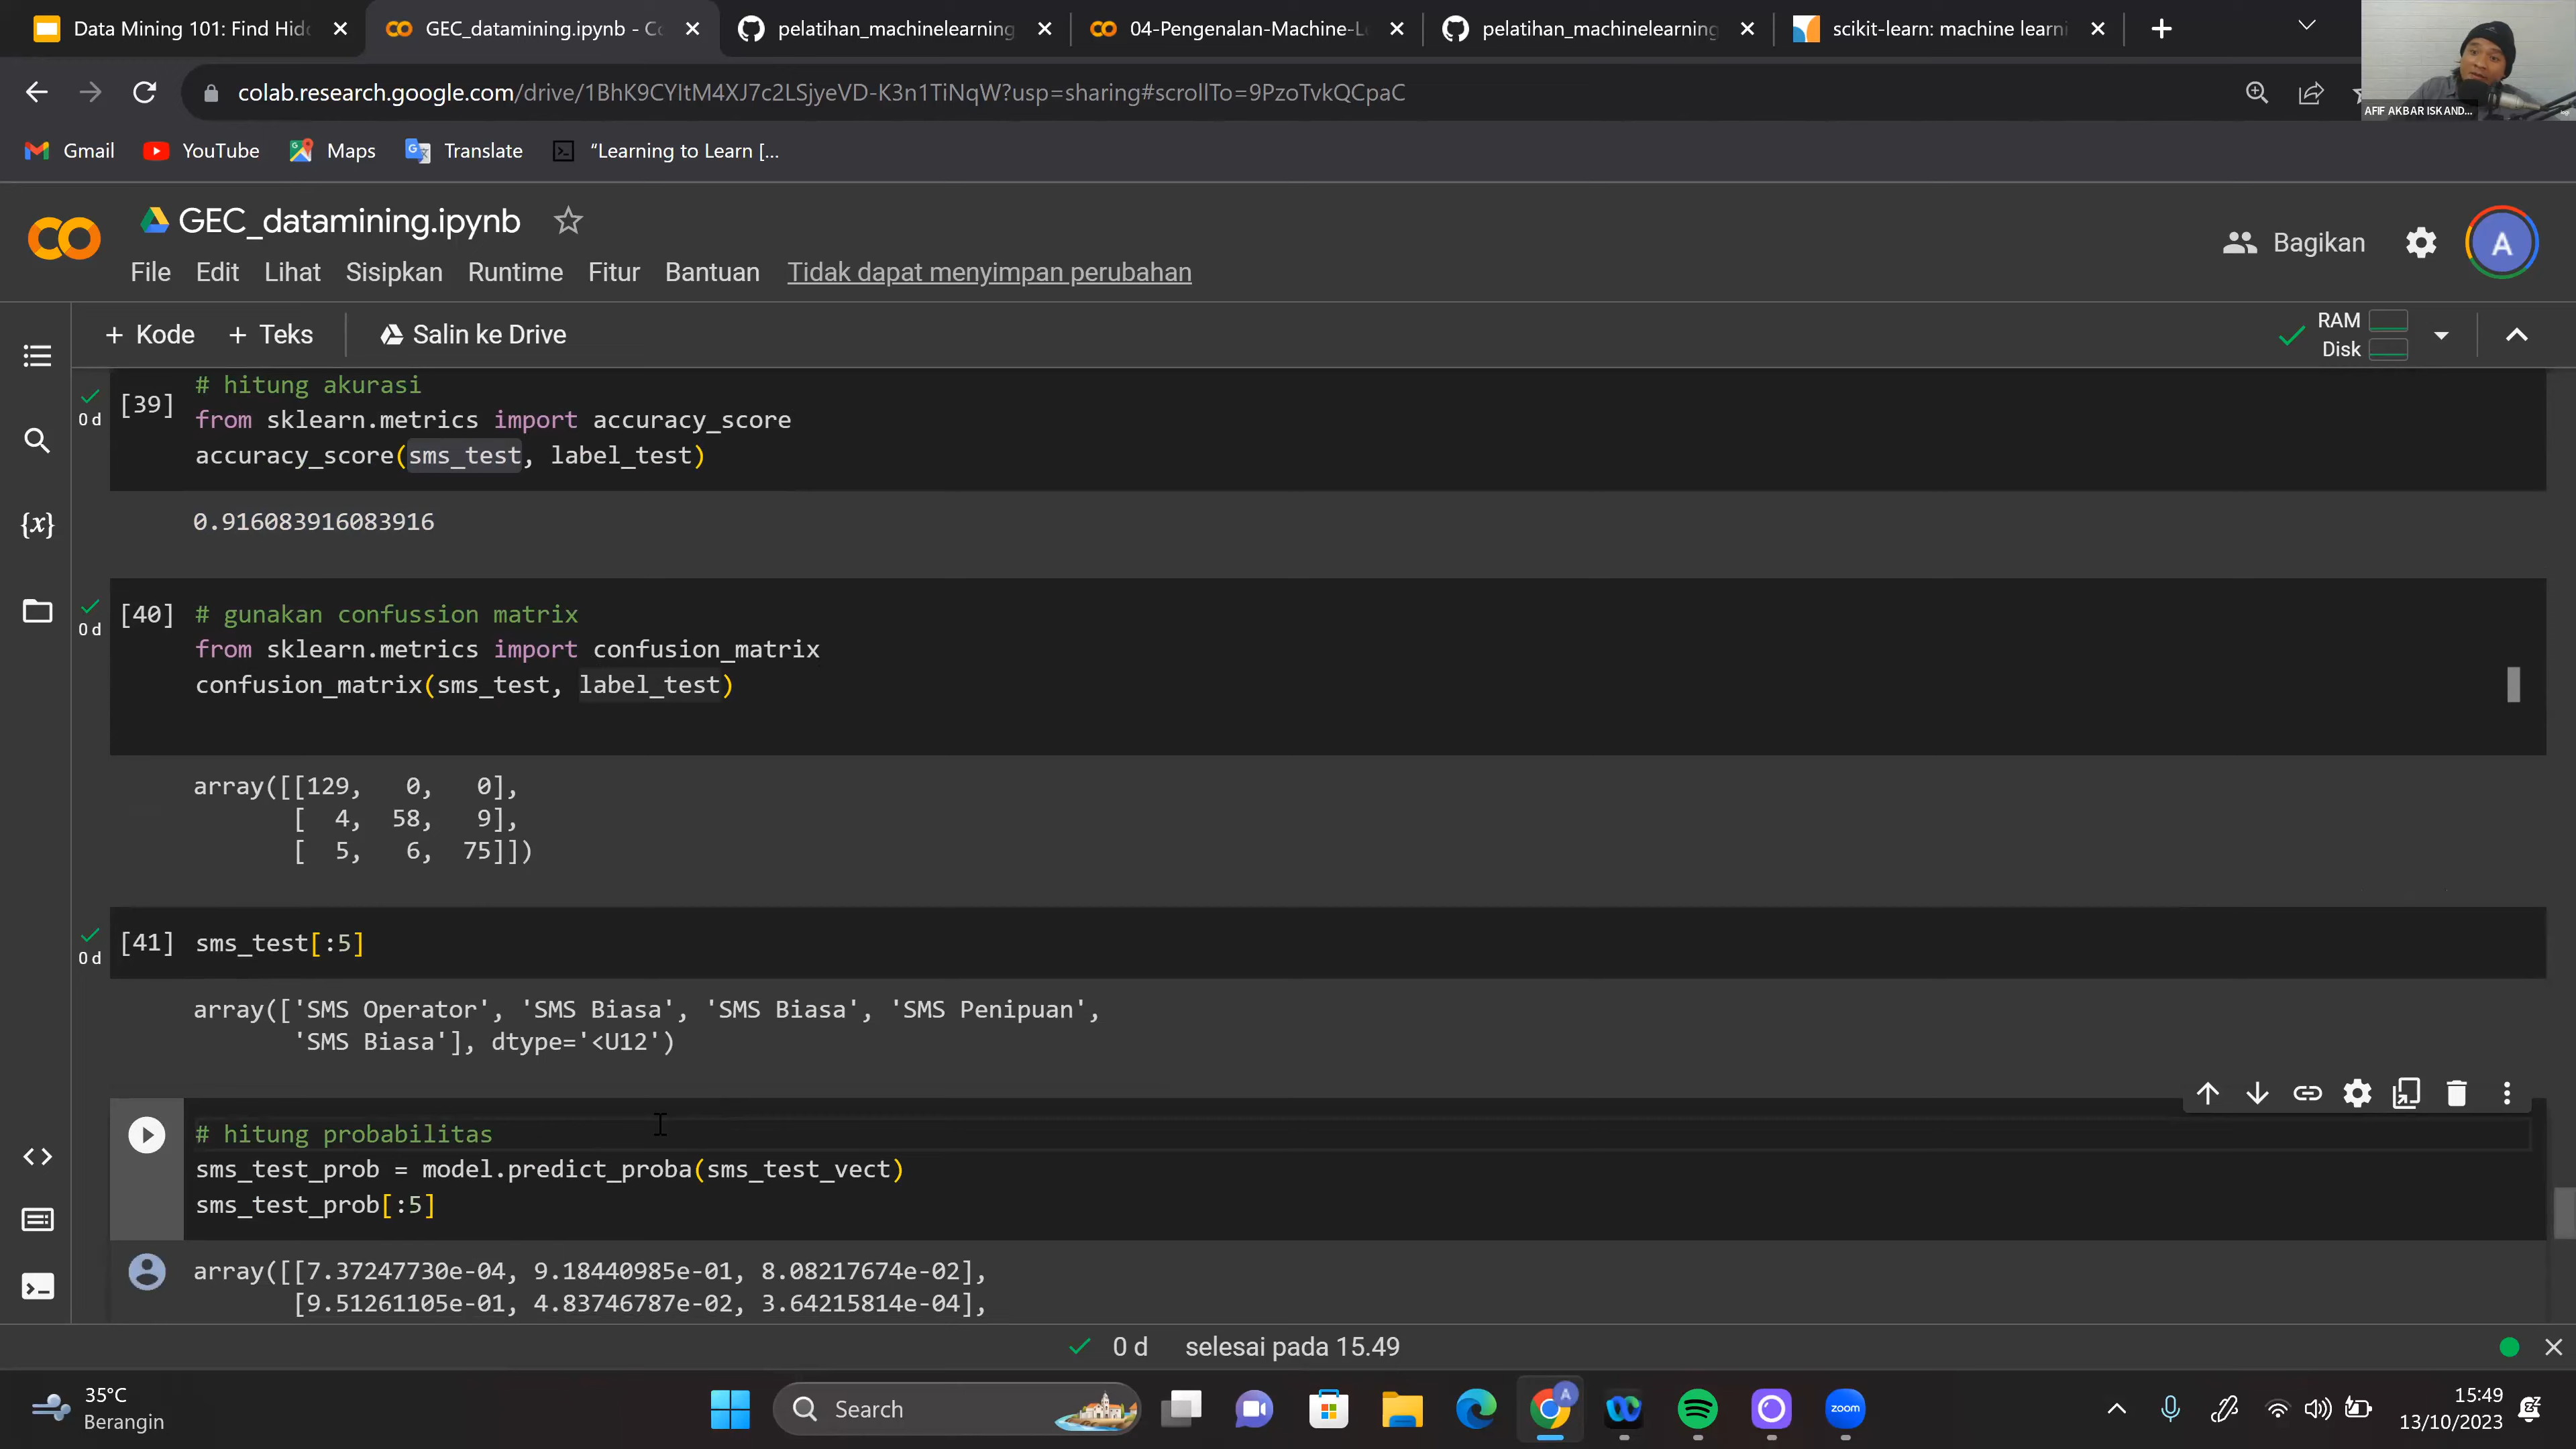 Data Mining 101: Find Hid
GEC_datamining.ipynb - Co
pelatihan_machinelearning
04-Pengenalan-Machine-L
pelatihan_machinelearning
scikit-learn: machine learni
colab.research.google.com/drive/1BhK9CYItM4XJ7c2LSjyeVD-K3n1TiNqW?usp=sharing#scrollTo=9PzoTvkQCpaC
AFIF AKBAR ISKAND...
Gmail
YouTube
Maps
Translate
“Learning to Learn [...
GEC_datamining.ipynb
Bagikan
A
File Edit Lihat Sisipkan Runtime Fitur Bantuan Tidak dapat menyimpan perubahan
+ Kode + Teks Salin ke Drive
RAM
Disk
[39] # hitung akurasi
0 d
from sklearn.metrics import accuracy_score
accuracy_score(sms_test, label_test)
0.916083916083916
[40] # gunakan confussion matrix
0 d
from sklearn.metrics import confusion_matrix
confusion_matrix(sms_test, label_test)
array([[129, 0, 0],
[ 4, 58, 9],
[ 5, 6, 75]])
[41] sms_test[:5]
0 d
array(['SMS Operator', 'SMS Biasa', 'SMS Biasa', 'SMS Penipuan',
'SMS Biasa'], dtype='<U12')
# hitung probabilitas
sms_test_prob = model.predict_proba(sms_test_vect)
sms_test_prob[:5]
array([[7.37247730e-04, 9.18440985e-01, 8.08217674e-02],
[9.51261105e-01, 4.83746787e-02, 3.64215814e-04],
0 d selesai pada 15.49
35°C
Berangin
Search
A
zoom
15:49
13/10/2023